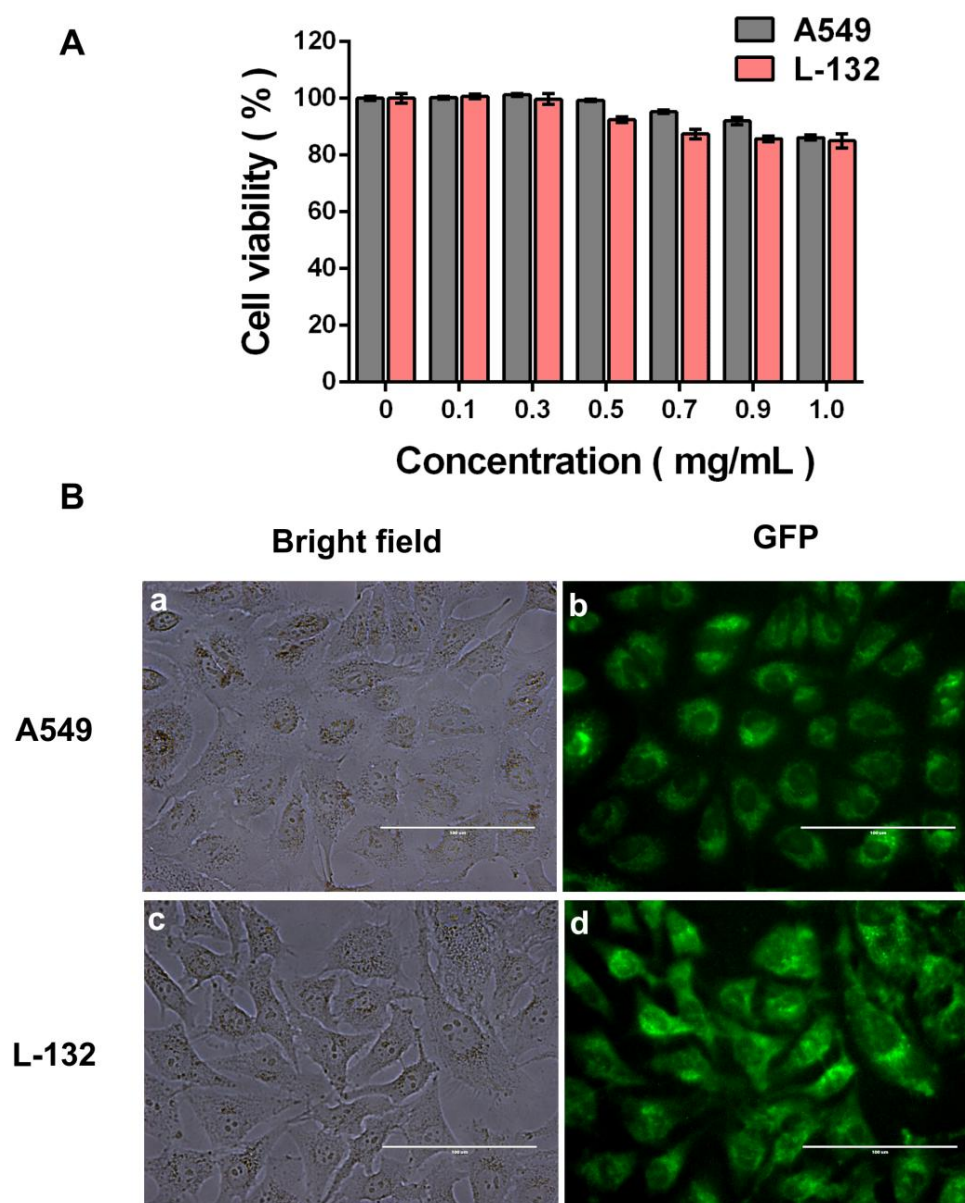 A
A549
L-132
Cell viability ( % )
120
100
80
60
40
20
0
0 0.1 0.3 0.5 0.7 0.9 1.0
Concentration ( mg/mL )
B
Bright field GFP
A549
a b
L-132
c d